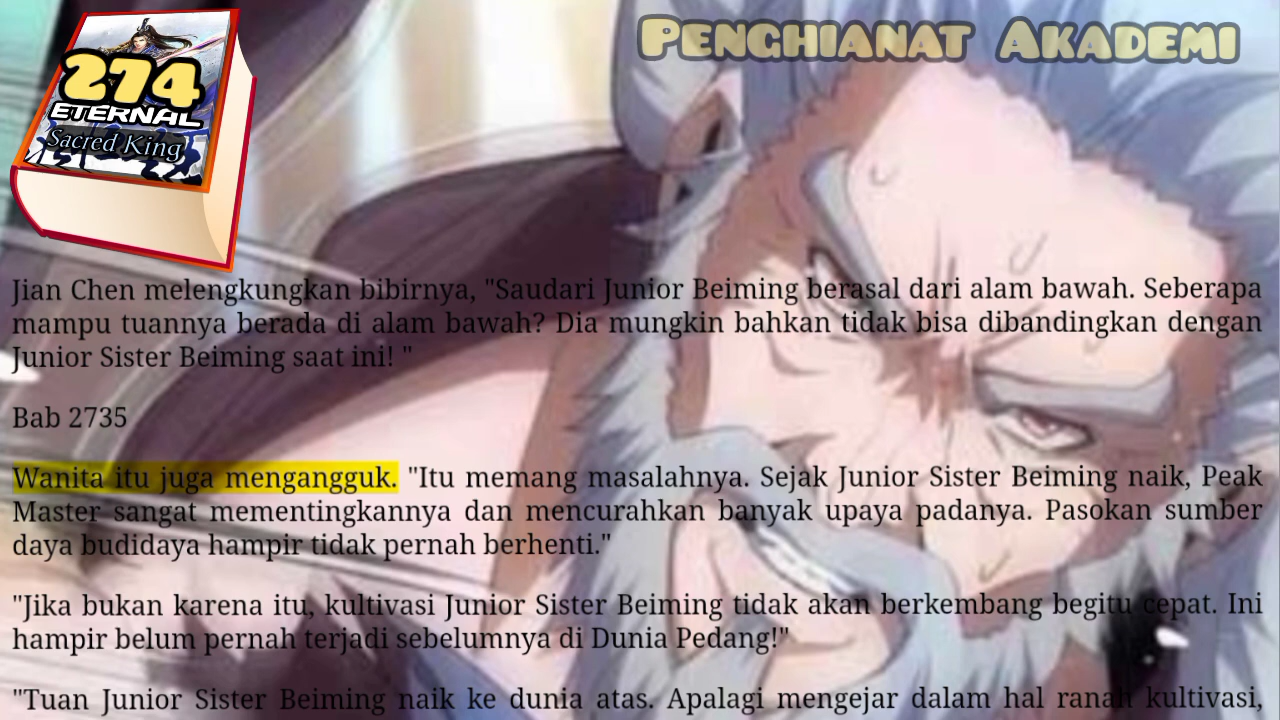 Penghianat Akademi
274
ETERNAL
Sacred King
Jian Chen melengkungkan bibirnya, "Saudari Junior Beiming berasal dari alam bawah. Seberapa
mampu tuannya berada di alam bawah? Dia mungkin bahkan tidak bisa dibandingkan dengan
Junior Sister Beiming saat ini! "
Bab 2735
Wanita itu juga mengangguk. "Itu memang masalahnya. Sejak Junior Sister Beiming naik, Peak
Master sangat mementingkannya dan mencurahkan banyak upaya padanya. Pasokan sumber
daya budidaya hampir tidak pernah berhenti."
"Jika bukan karena itu, kultivasi Junior Sister Beiming tidak akan berkembang begitu cepat. Ini
hampir belum pernah terjadi sebelumnya di Dunia Pedang!"
"Tuan Junior Sister Beiming naik ke dunia atas. Apalagi mengejar dalam hal ranah kultivasi,